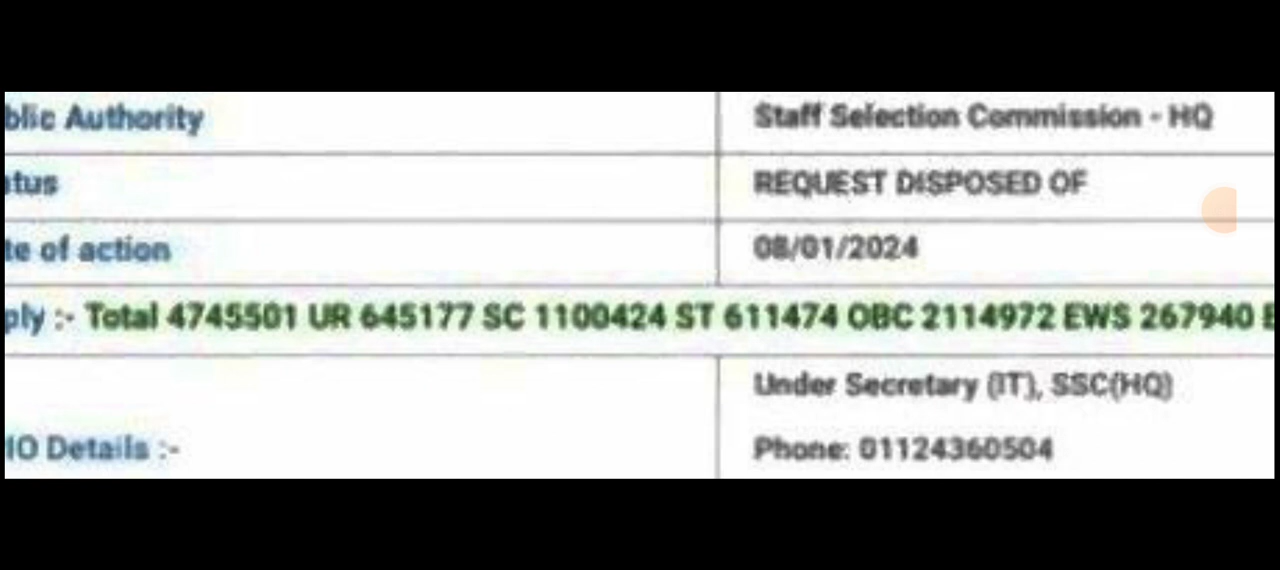 blic Authority Staff Selection Commission - HQ
atus REQUEST DISPOSED OF
te of action 08/01/2024
ply :- Total 4745501 UR 645177 SC 1100424 ST 611474 OBC 2114972 EWS 267940 E
Under Secretary (IT), SSC(HQ)
IO Details :- Phone: 01124360504